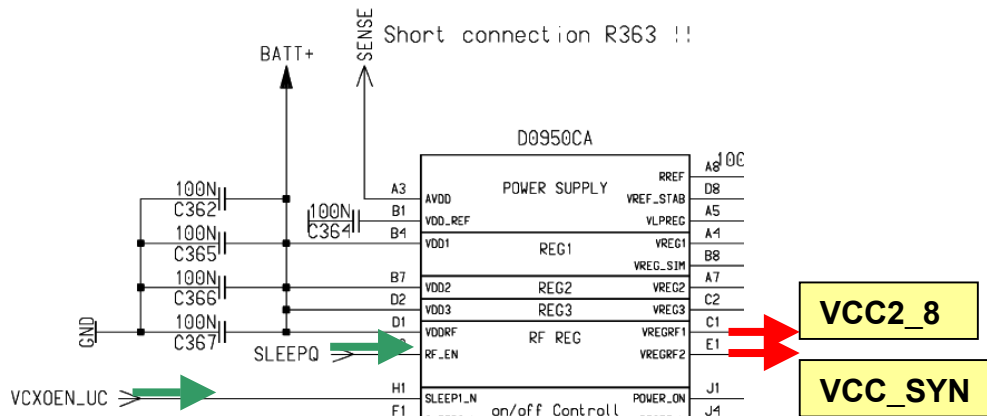 Short connection R363 !!
SENSE
BATT+
D0950CA
POWER SUPPLY
A3 AVDD
B1 VDD_REF
B4 VDD1
B7 VDD2
D2 VDD3
D1 VDDRF
RF_EN
H1 SLEEP1_N
F1
REG1
REG2
REG3
RF REG
on/off Controll
RREF A8 100
VREF_STAB D8
VLPREG A5
VREG1 A4
VREG_SIM B8
VREG2 A7
VREG3 C2
VREGRF1 C1
VREGRF2 E1
POWER_ON J1
J4
100N
C362
100N
C364
100N
C365
100N
C366
100N
C367
GND
SLEEPQ
VCXOEN_UC
VCC2_8
VCC_SYN